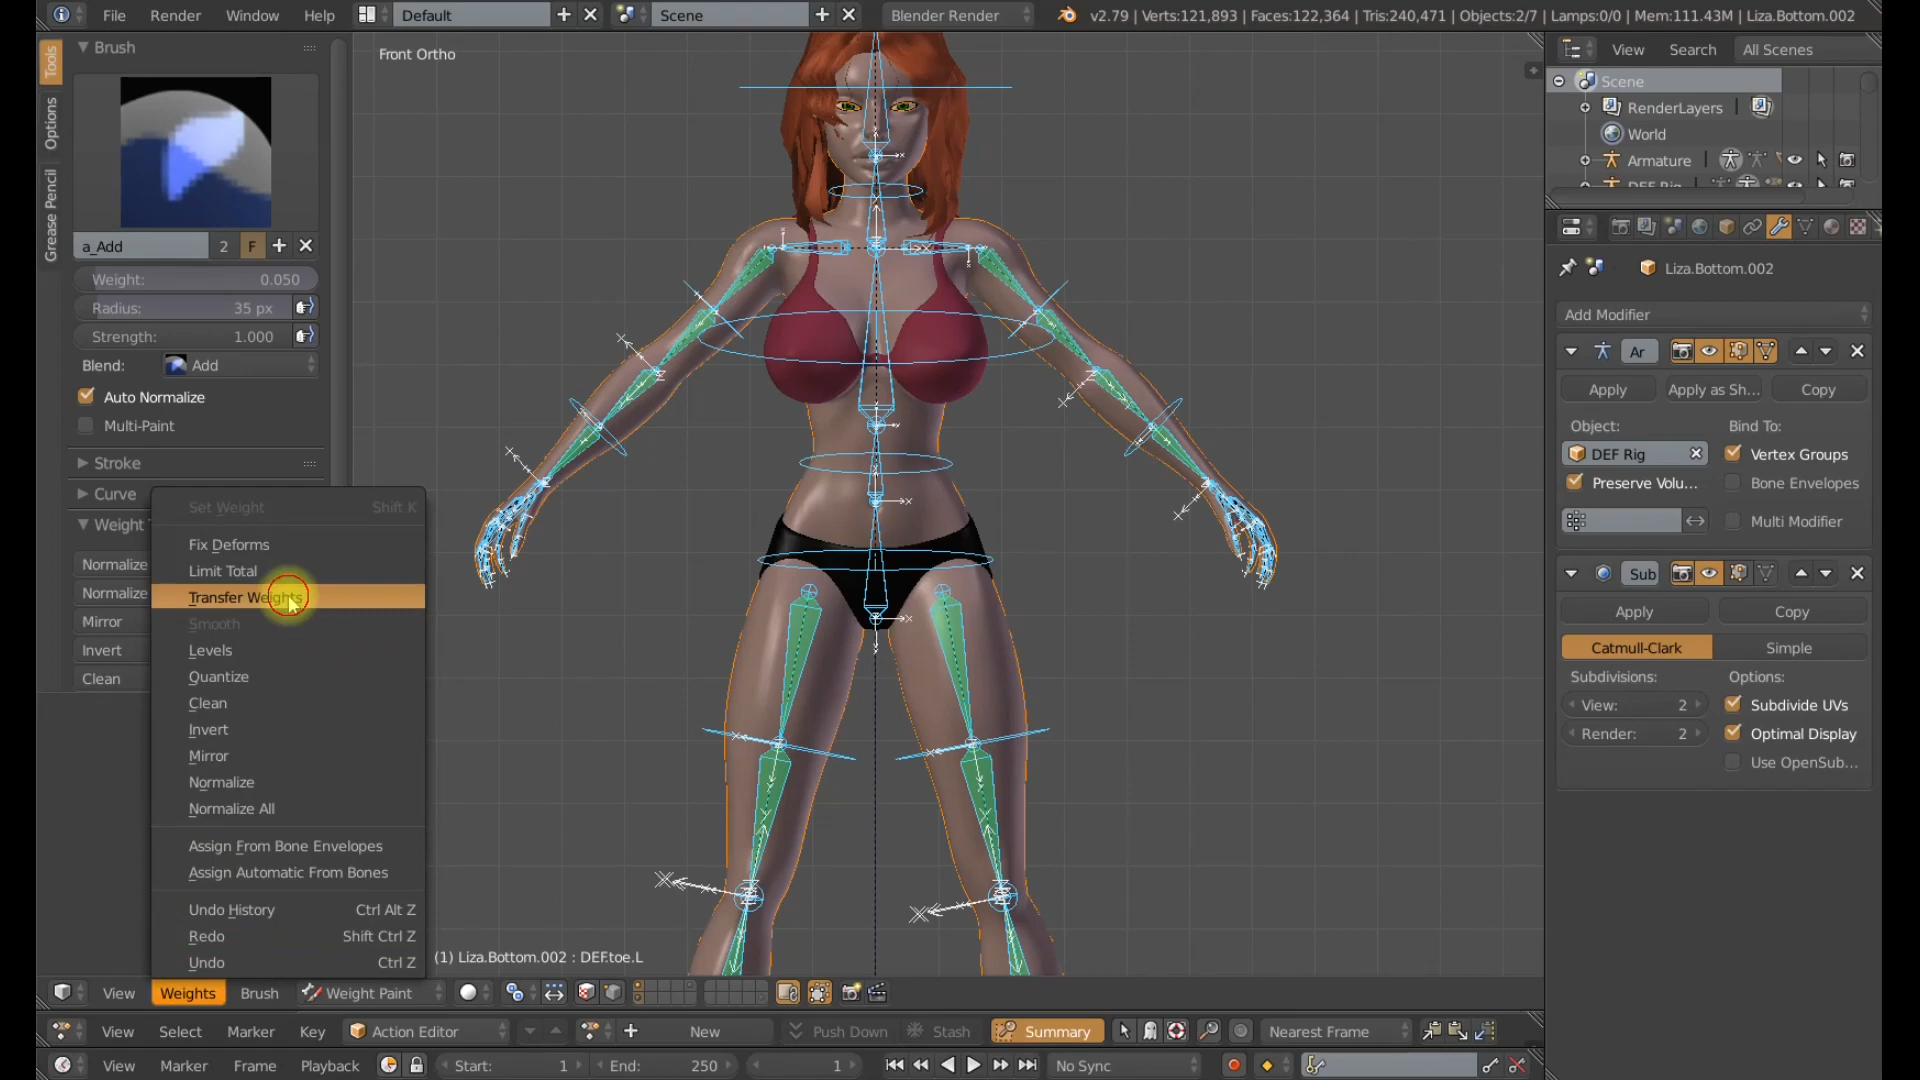 File Render Window Help Default Scene Blender Render v2.79 | Verts:121,893 | Faces:122,364 | Tris:240,471 | Objects:2/7 | Lamps:0/0 | Mem:111.43M | Liza.Bottom.002
Tools
Options
Grease Pencil
Brush
a_Add 2 F
Weight: 0.050
Radius: 35 px
Strength: 1.000
Blend: Add
Auto Normalize
Multi-Paint
Stroke
Curve
Weight
Normalize
Normalize
Mirror
Invert
Clean
Set Weight Shift K
Fix Deforms
Limit Total
Transfer Weights
Smooth
Levels
Quantize
Clean
Invert
Mirror
Normalize
Normalize All
Assign From Bone Envelopes
Assign Automatic From Bones
Undo History Ctrl Alt Z
Redo Shift Ctrl Z
Undo Ctrl Z
Front Ortho
(1) Liza.Bottom.002 : DEF.toe.L
View Weights Brush Weight Paint
View Select Marker Key Action Editor New Push Down Stash Summary Nearest Frame
View Marker Frame Playback Start: 1 End: 250 1 No Sync
View Search All Scenes
Scene
RenderLayers
World
Armature
DEF Rig
Liza.Bottom.002
Add Modifier
Ar
Apply Apply as Sh... Copy
Object: Bind To:
DEF Rig Vertex Groups
Preserve Volu... Bone Envelopes
Multi Modifier
Sub
Apply Copy
Catmull-Clark Simple
Subdivisions: Options:
View: 2 Subdivide UVs
Render: 2 Optimal Display
Use OpenSub...